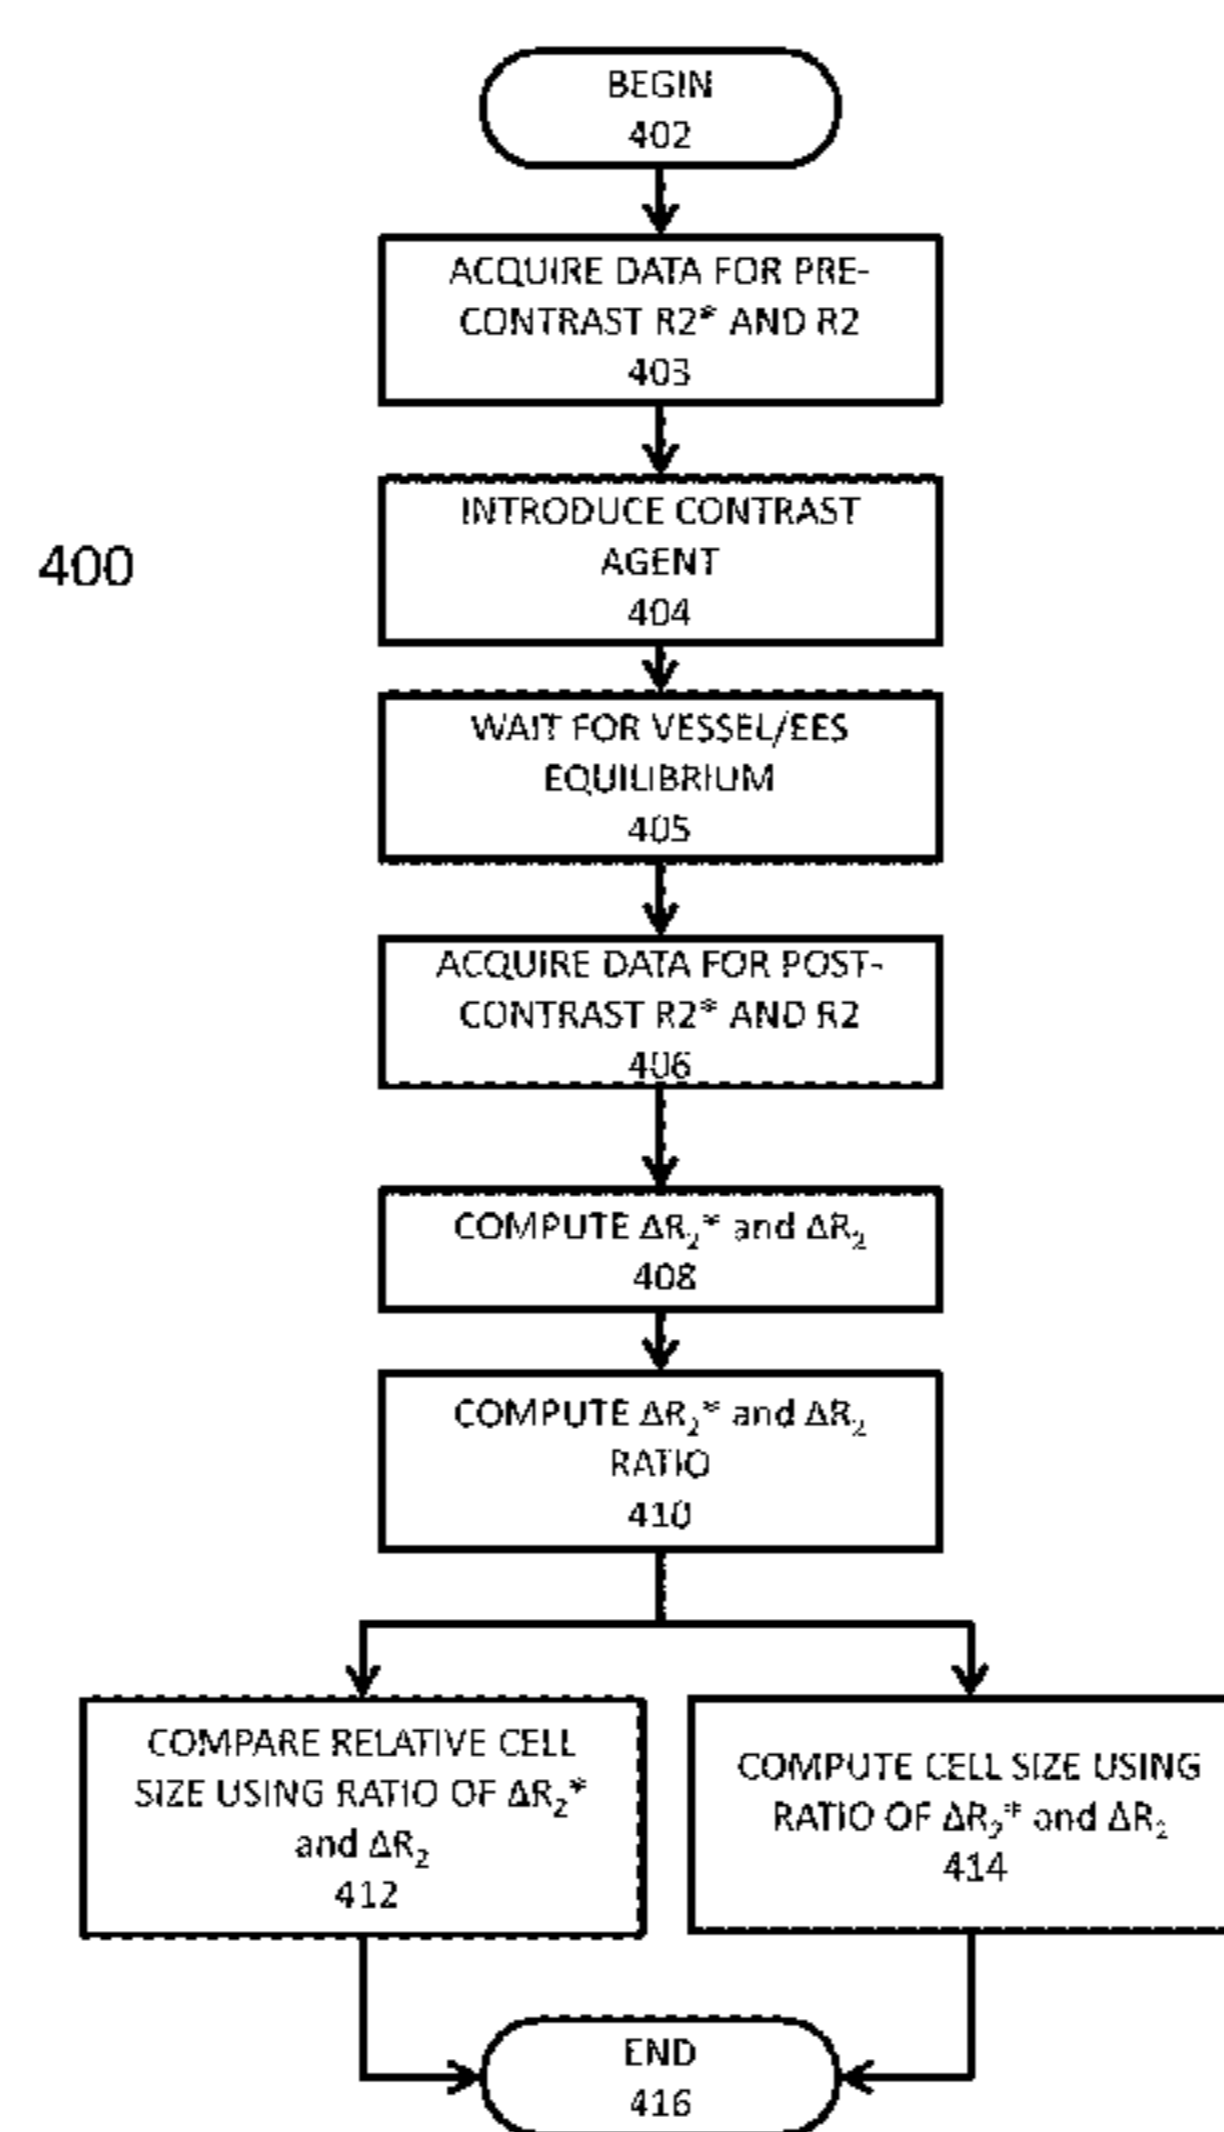 BEGIN
402
ACQUIRE DATA FOR PRE-
CONTRAST R2* AND R2
403
400
INTRODUCE CONTRAST
AGENT
404
WAIT FOR VESSEL/EES
EQUILIBRIUM
405
ACQUIRE DATA FOR POST-
CONTRAST R2* AND R2
406
COMPUTE ΔR₂* and ΔR₂
408
COMPUTE ΔR₂* and ΔR₂
RATIO
410
COMPARE RELATIVE CELL
SIZE USING RATIO OF ΔR₂*
and ΔR₂
412
COMPUTE CELL SIZE USING
RATIO OF ΔR₂* and ΔR₂
414
END
416